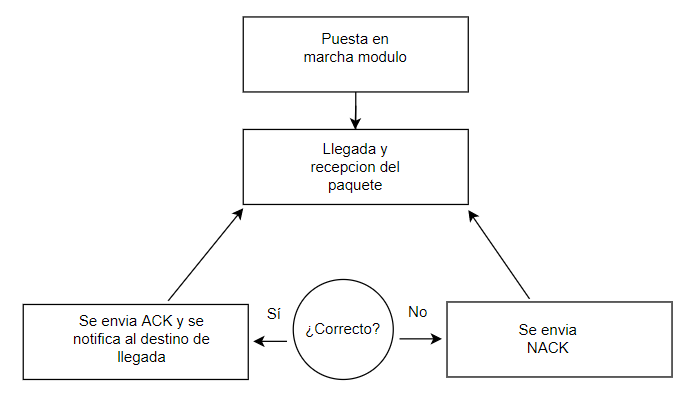 Puesta en
marcha modulo
Llegada y
recepcion del
paquete
Se envia ACK y se
notifica al destino de
llegada
Sí
¿Correcto?
No
Se envia
NACK